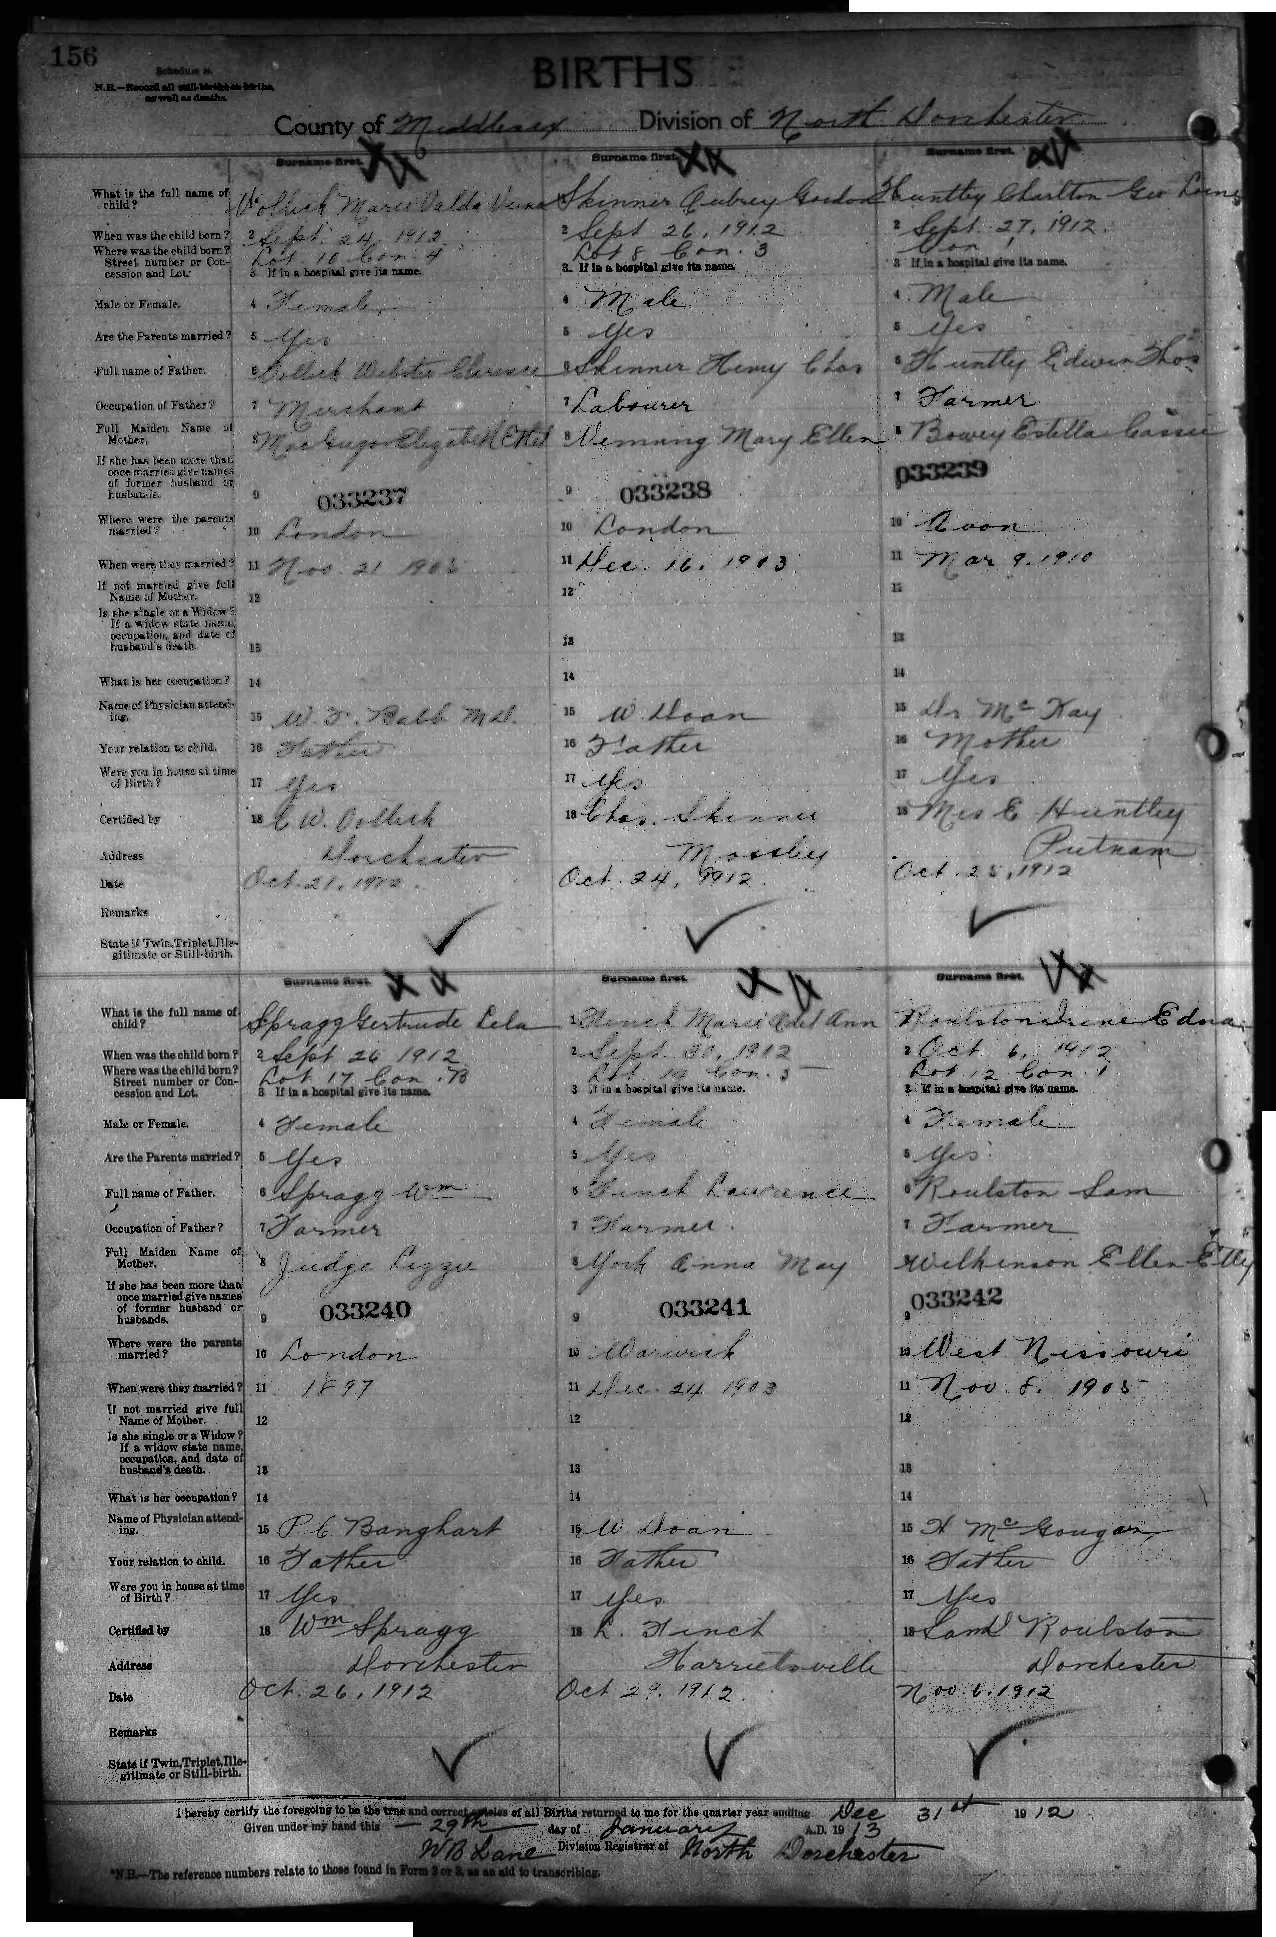 156
Schedule A.
N.B.—Record all still-births as births,
as well as deaths.
BIRTHS
County of Middlesex Division of North Dorchester
Surname first. Surname first. Surname first.
What is the full name of child? Vollick Marie Valda Skinner Aubrey Gordon Huntley Charlton Geo
When was the child born? 2 Sept. 24, 1912 2 Sept 26, 1912 2 Sept. 27, 1912.
Where was the child born? Street number or Concession and Lot. Lot 10 Con. 4 Lot 8 Con. 3 Con 1
3 If in a hospital give its name. 3 If in a hospital give its name. 3 If in a hospital give its name.
Male or Female. 4 Female 4 Male 4 Male
Are the Parents married? 5 Yes 5 Yes 5 Yes
Full name of Father. 6 Vollick Webster Clarence 6 Skinner Henry Chas 6 Huntley Edwin Thos
Occupation of Father? 7 Merchant 7 Labourer 7 Farmer
Full Maiden Name of Mother. 8 MacGregor Elizabeth Ethel 8 Mary Ellen 8 Bowey Estella Cassie
If she has been more than once married give names of former husband or husbands. 9 033237 9 033238 033239
Where were the parents married? 10 London 10 London 10 Avon
When were they married? 11 Nov. 21 11 Dec. 16, 1903 11 Mar 9, 1910
If not married give full Name of Mother. 12 12 12
Is she single or a Widow? If a widow state name, occupation, and date of husband's death. 13 13 13
What is her occupation? 14 14 14
Name of Physician attending. 15 W. F. Babb M.D. 15 W. Doan 15 Dr McKay
Your relation to child. 16 Father 16 Father 16 Mother
Were you in house at time of Birth? 17 Yes 17 Yes 17 Yes
Certified by 18 C W. Vollick 18 Chas. Skinner 18 Mrs E Huntley
Address Dorchester Mossley Putnam
Date Oct. 21, 1912. Oct. 24, 1912. Oct. 25, 1912
Remarks
State if Twin, Triplet, Illegitimate or Still-birth.
Surname first. Surname first. Surname first.
What is the full name of child? Spragg Gertrude Lela 1 Finch Marie Ann Roulston Irene Edna
When was the child born? 2 Sept 26 1912 2 Sept 30, 1912 2 Oct. 6, 1912
Where was the child born? Street number or Concession and Lot. Lot 17 Con. B Lot 19 Con. 5 Lot 12 Con. 1
3 If in a hospital give its name. 3 If in a hospital give its name. 3 If in a hospital give its name.
Male or Female. 4 Female 4 Female 4 Female
Are the Parents married? 5 Yes 5 Yes 5 Yes
Full name of Father. 6 Spragg Wm 6 Finch Lawrence 6 Roulston Sam
Occupation of Father? 7 Farmer 7 Farmer 7 Farmer
Full Maiden Name of Mother. 8 Judge Lizzie 8 York Anna May 8 Wilkinson Ellen Etty
If she has been more than once married give names of former husband or husbands. 9 033240 9 033241 9 033242
Where were the parents married? 10 London 10 Warwick 10 West Nissouri
When were they married? 11 1897 11 Dec. 24 1903 11 Nov. 8. 1905
If not married give full Name of Mother. 12 12 12
Is she single or a Widow? If a widow state name, occupation, and date of husband's death. 13 13 13
What is her occupation? 14 14 14
Name of Physician attending. 15 P C Banghart 15 W Doan 15 H McGougan
Your relation to child. 16 Father 16 Father 16 Father
Were you in house at time of Birth? 17 Yes 17 Yes 17 Yes
Certified by 18 Wm Spragg 18 L. Finch 18 Saml Roulston
Address Dorchester Harrietsville Dorchester
Date Oct. 26, 1912 Oct 29. 1912. Nov. 6. 1912
Remarks
State if Twin, Triplet, Illegitimate or Still-birth.
I hereby certify the foregoing to be the true and correct copies of all Births returned to me for the quarter year ending Dec 31st 1912
Given under my hand this 29th day of January A.D. 1913
W B Lane Division Registrar of North Dorchester
*N.B.—The reference numbers relate to those found in Form 2 or 3, as an aid to transcribing.